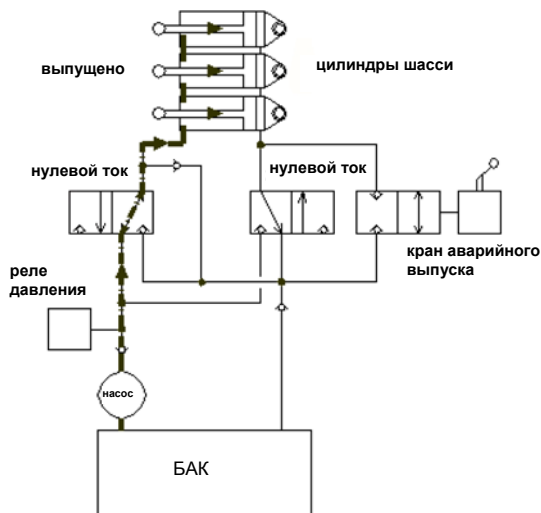 выпущено
цилиндры шасси
нулевой ток
нулевой ток
кран аварийного
выпуска
реле
давления
насос
БАК